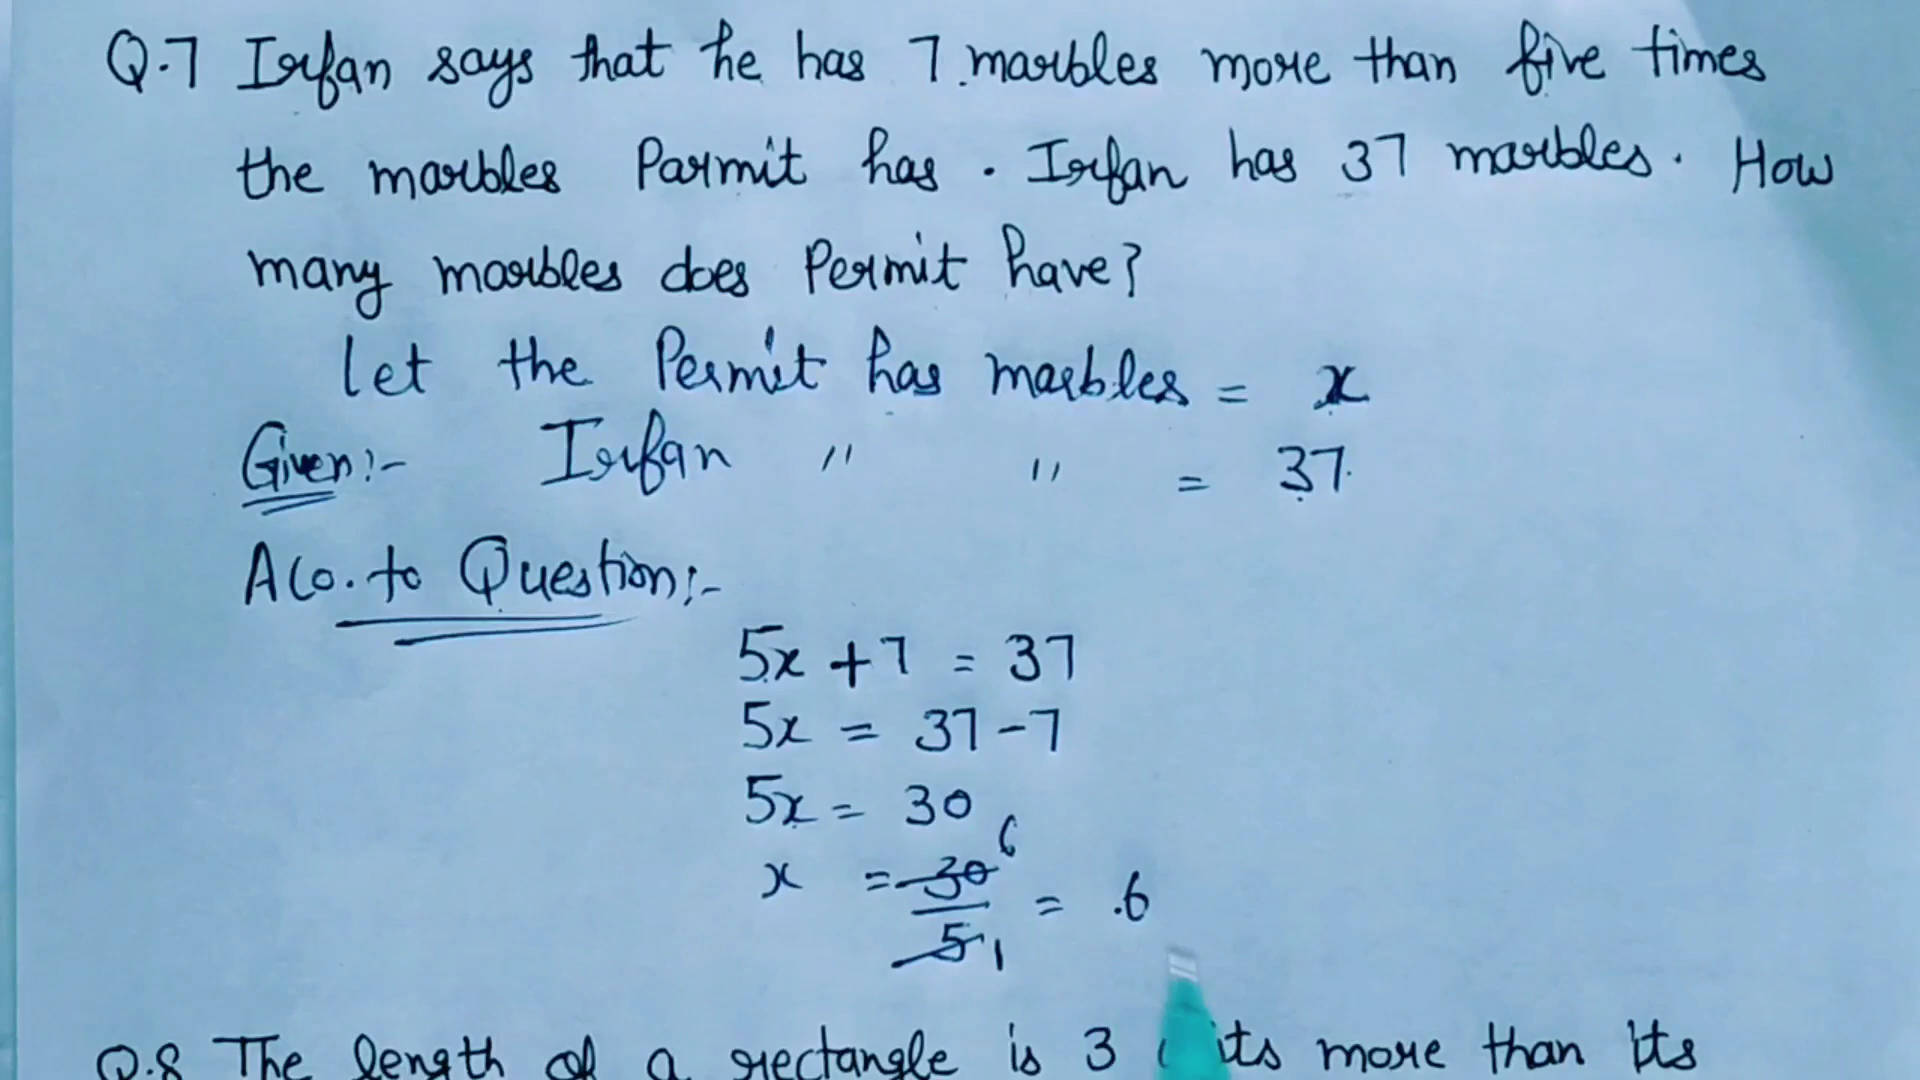 Q.7 Irfan says that he has 7 marbles more than five times
the marbles Parmit has. Irfan has 37 marbles. How
many marbles does Permit have?
Let the Permit has marbles = x
Given:- Irfan " " = 37
Aco. to Question:-
5x + 7 = 37
5x = 37 - 7
5x = 30
x = 30/5 = 6
6
1
Q.8 The length of a rectangle is 3 more than its